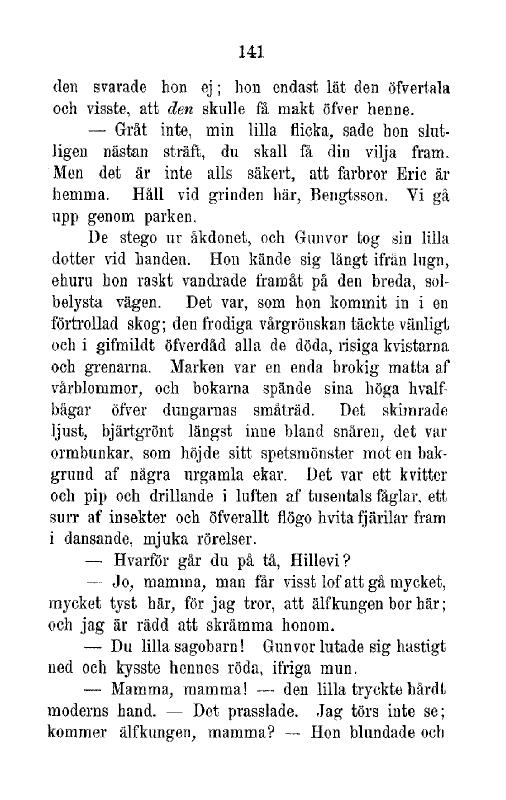 141
den svarade hon ej; hon endast lät den öfvertala
och visste, att den skulle få makt öfver henne.
— Gråt inte, min lilla flicka, sade hon slut-
ligen nästan sträft, du skall få din vilja fram.
Men det är inte alls säkert, att farbror Eric är
hemma. Håll vid grinden här, Bengtsson. Vi gå
upp genom parken.
De stego ur åkdonet, och Gunvor tog sin lilla
dotter vid handen. Hon kände sig långt ifrån lugn,
ehuru hon raskt vandrade framåt på den breda, sol-
belysta vägen. Det var, som hon kommit in i en
förtrollad skog; den frodiga vårgrönskan täckte vänligt
och i gifmildt öfverdåd alla de döda, risiga kvistarna
och grenarna. Marken var en enda brokig matta af
vårblommor, och bokarna spände sina höga hvalf-
bågar öfver dungarnas småträd. Det skimrade
ljust, bjärtgrönt längst inne bland snåren, det var
ormbunkar, som höjde sitt spetsmönster mot en bak-
grund af några urgamla ekar. Det var ett kvitter
och pip och drillande i luften af tusentals fåglar, ett
surr af insekter och öfverallt flögo hvita fjärilar fram
i dansande, mjuka rörelser.
— Hvarför går du på tå, Hillevi?
— Jo, mamma, man får visst lof att gå mycket,
mycket tyst här, för jag tror, att älfkungen bor här;
och jag är rädd att skrämma honom.
— Du lilla sagobarn! Gunvor lutade sig hastigt
ned och kysste hennes röda, ifriga mun.
— Mamma, mamma! — den lilla tryckte hårdt
moderns hand. — Det prasslade. Jag törs inte se;
kommer älfkungen, mamma? — Hon blundade och